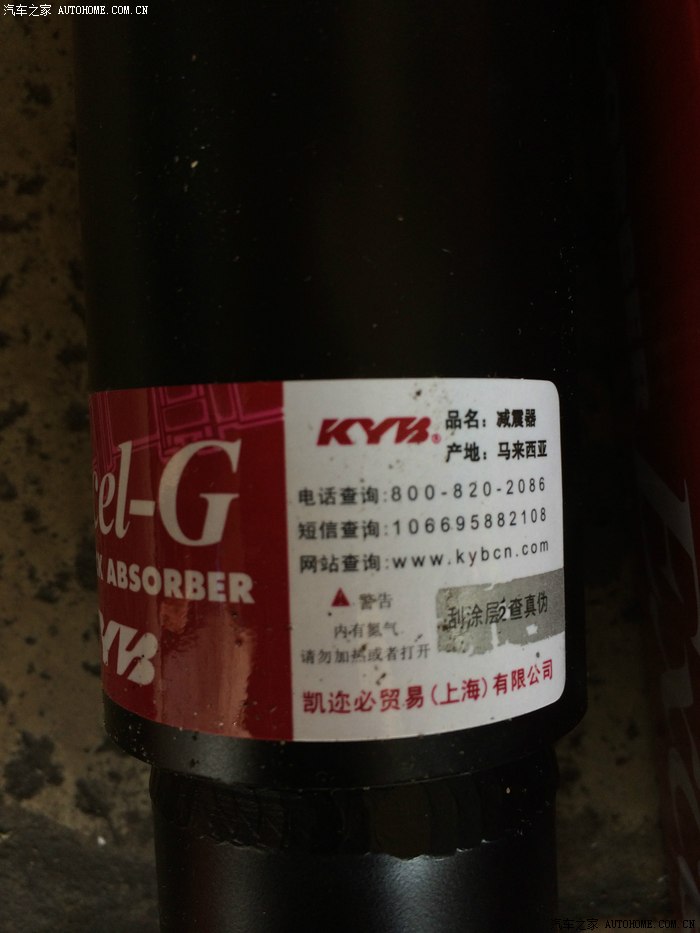 汽车之家 AUTOHOME.COM.CN
cel-G
K ABSORBER
KYB
KYB®
品名：减震器
产地：马来西亚
电话查询:800-820-2086
短信查询:106695882108
网站查询:www.kybcn.com
警告
内有氮气
请勿加热或者打开
刮涂层 查真伪
凯迩必贸易(上海)有限公司
汽车之家 AUTOHOME.COM.CN